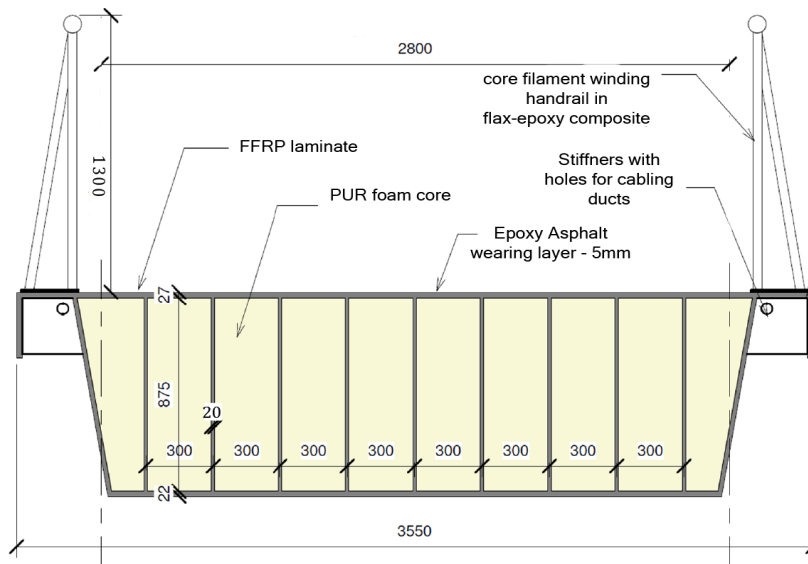 2800
core filament winding
handrail in
flax-epoxy composite
1300
FFRP laminate
Stiffners with
holes for cabling
ducts
PUR foam core
Epoxy Asphalt
wearing layer - 5mm
27
875
20
300 300 300 300 300 300 300 300
22
3550